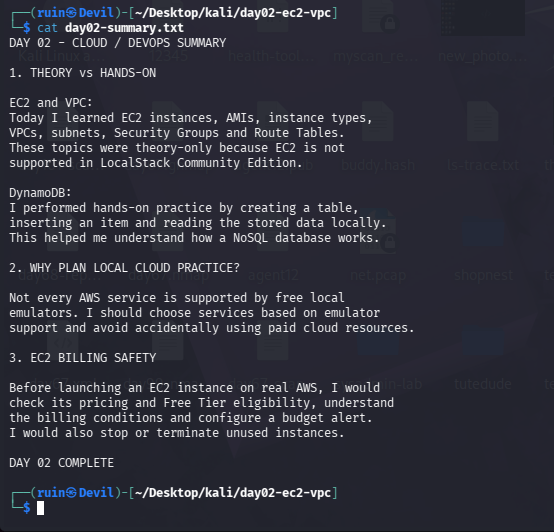 ┌──(ruin㉿Devil)-[~/Desktop/kali/day02-ec2-vpc]
└─$ cat day02-summary.txt
DAY 02 - CLOUD / DEVOPS SUMMARY
1. THEORY vs HANDS-ON
EC2 and VPC:
Today I learned EC2 instances, AMIs, instance types,
VPCs, subnets, Security Groups and Route Tables.
These topics were theory-only because EC2 is not
supported in LocalStack Community Edition.
DynamoDB:
I performed hands-on practice by creating a table,
inserting an item and reading the stored data locally.
This helped me understand how a NoSQL database works.
2. WHY PLAN LOCAL CLOUD PRACTICE?
Not every AWS service is supported by free local
emulators. I should choose services based on emulator
support and avoid accidentally using paid cloud resources.
3. EC2 BILLING SAFETY
Before launching an EC2 instance on real AWS, I would
check its pricing and Free Tier eligibility, understand
the billing conditions and configure a budget alert.
I would also stop or terminate unused instances.
DAY 02 COMPLETE
┌──(ruin㉿Devil)-[~/Desktop/kali/day02-ec2-vpc]
└─$